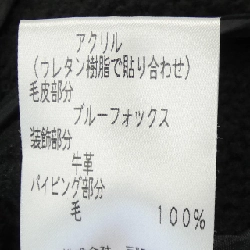 アクリル
(ウレタン樹脂で貼り合わせ)
毛皮部分
ブルーフォックス
装飾部分
牛革
パイピング部分
毛 100%